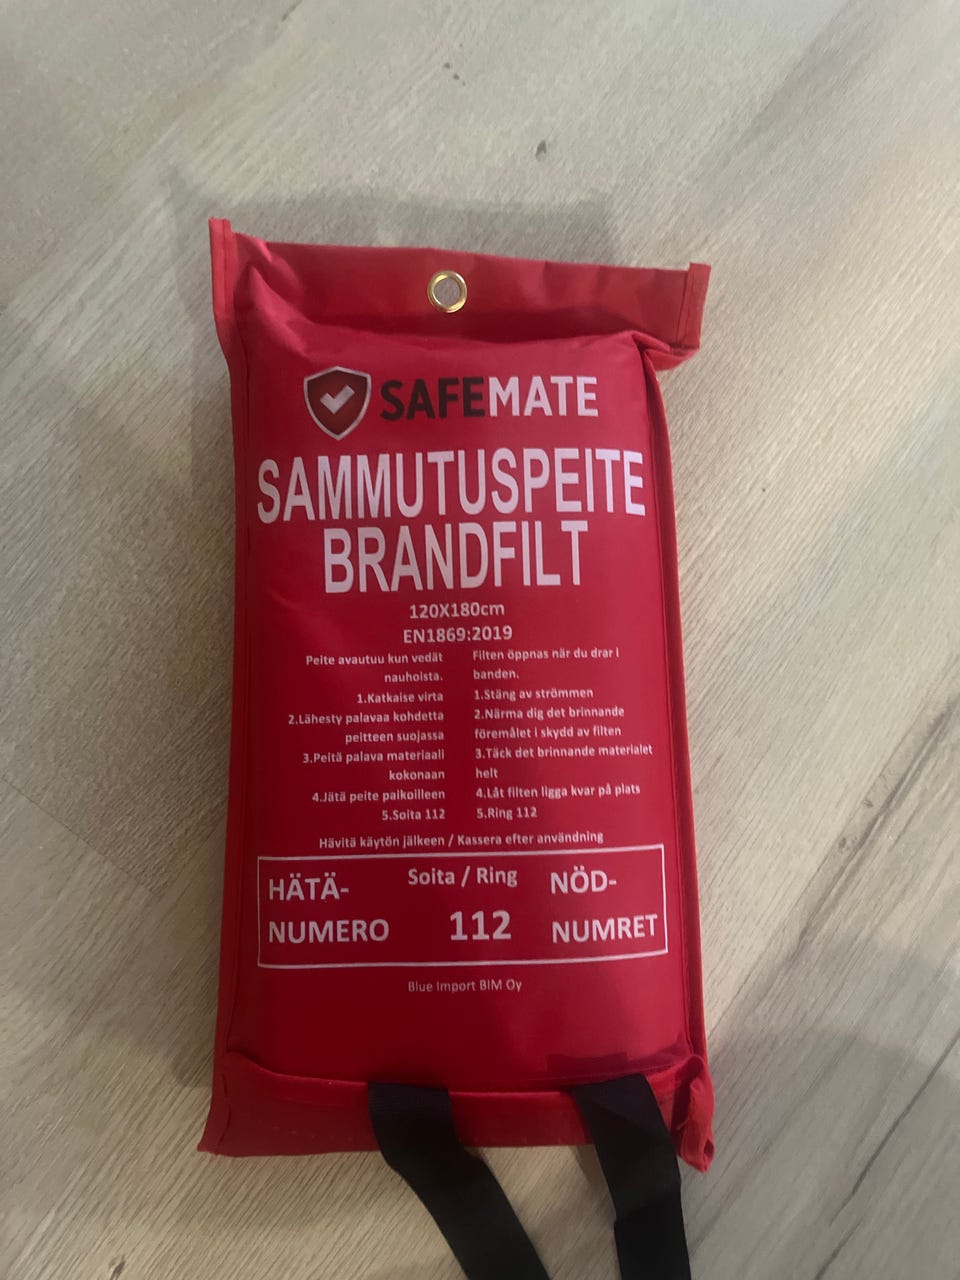 SAFEMATE
SAMMUTUSPEITE
BRANDFILT
120X180cm
EN1869:2019
Peite avautuu kun vedät
nauhoista.
1.Katkaise virta
2.Lähesty palavaa kohdetta
peitteen suojassa
3.Peitä palava materiaali
kokonaan
4.Jätä peite paikoilleen
5.Soita 112
Filten öppnas när du drar i
banden.
1.Stäng av strömmen
2.Närma dig det brinnande
föremålet i skydd av filten
3.Täck det brinnande materialet
helt
4.Låt filten ligga kvar på plats
5.Ring 112
Hävitä käytön jälkeen / Kassera efter användning
HÄTÄ-
NUMERO
Soita / Ring
112
NÖD-
NUMRET
Blue Import BIM Oy